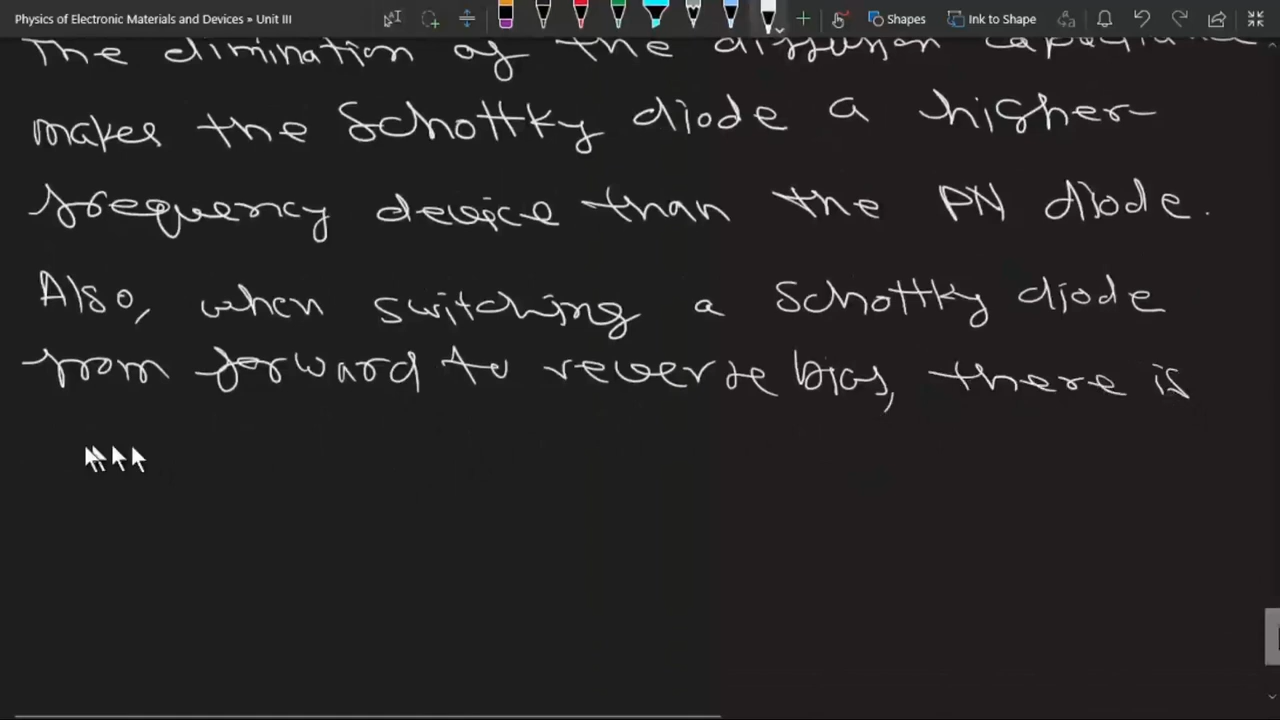 Physics of Electronic Materials and Devices » Unit III
Shapes
Ink to Shape
The elimination of the diffusion capacitance
makes the Schottky diode a higher-
frequency device than the PN diode.
Also, when switching a Schottky diode
from forward to reverse bias, there is